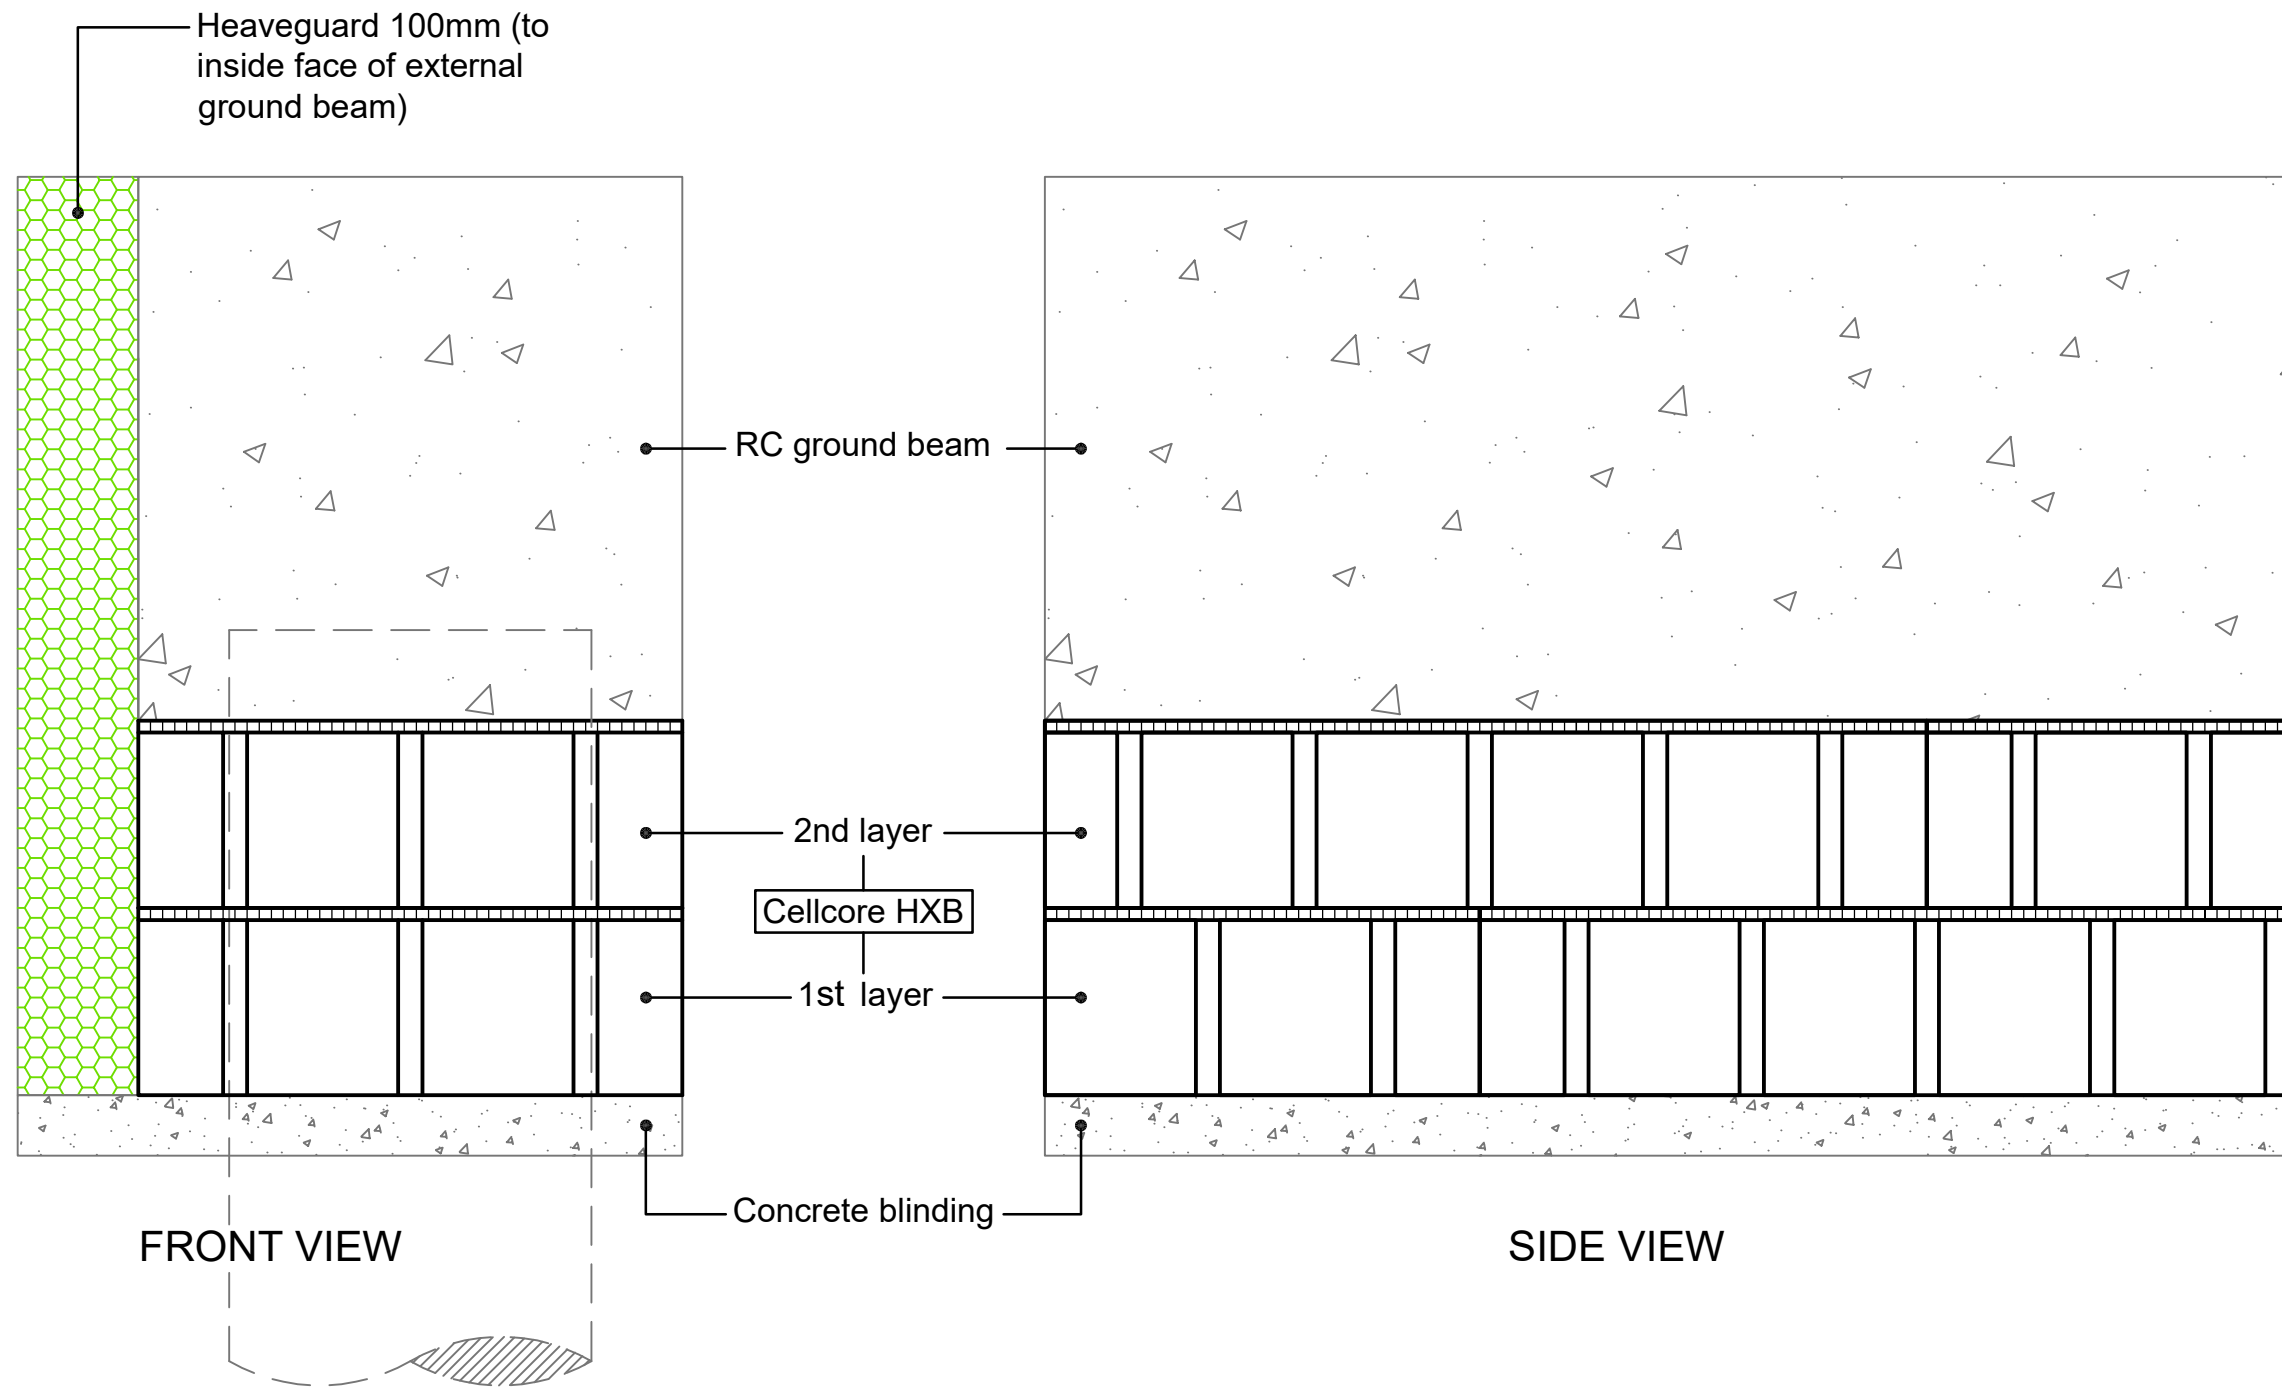 Heaveguard 100mm (to
inside face of external
ground beam)
RC ground beam
2nd layer
Cellcore HXB
1st layer
Concrete blinding
FRONT VIEW
SIDE VIEW